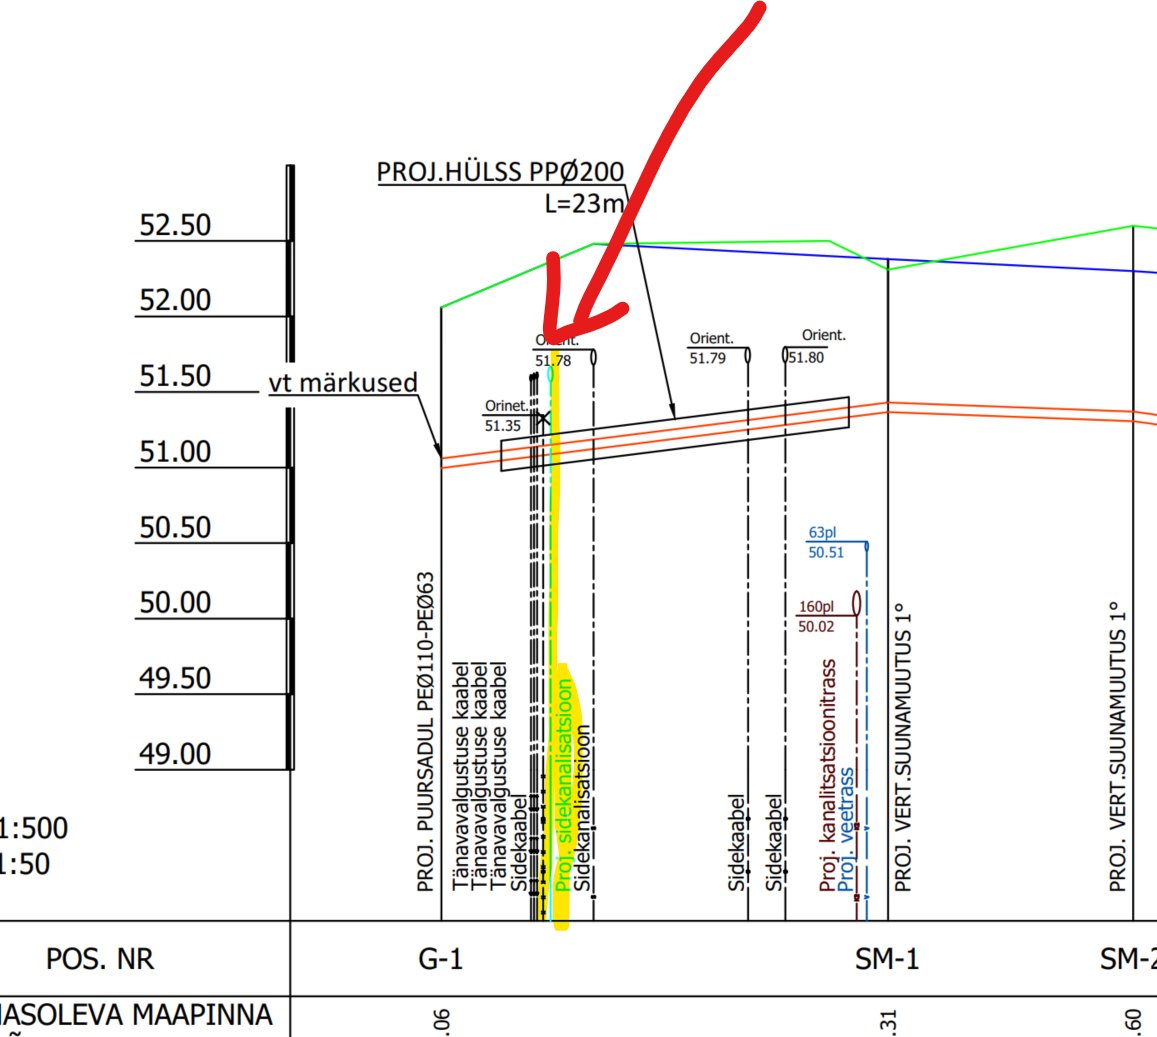 PROJ.HÜLSS PPØ200
L=23m
52.50
52.00
51.50
51.00
50.50
50.00
49.50
49.00
vt märkused
Orient.
51.78
Orinet.
51.35
Orient.
51.79
Orient.
51.80
63pl
50.51
160pl
50.02
PROJ. PUURSADUL PEØ110-PEØ63
Tänavavalgustuse kaabel
Tänavavalgustuse kaabel
Tänavavalgustuse kaabel
Sidekaabel
Proj. sidekanalisatsioon
Sidekanalisatsioon
Sidekaabel
Sidekaabel
Proj. kanalitsatsioonitrass
Proj. veetrass
PROJ. VERT.SUUNAMUUTUS 1°
PROJ. VERT.SUUNAMUUTUS 1°
1:500
1:50
POS. NR
G-1
SM-1
SM-2
ASOLEVA MAAPINNA
.06
.31
.60